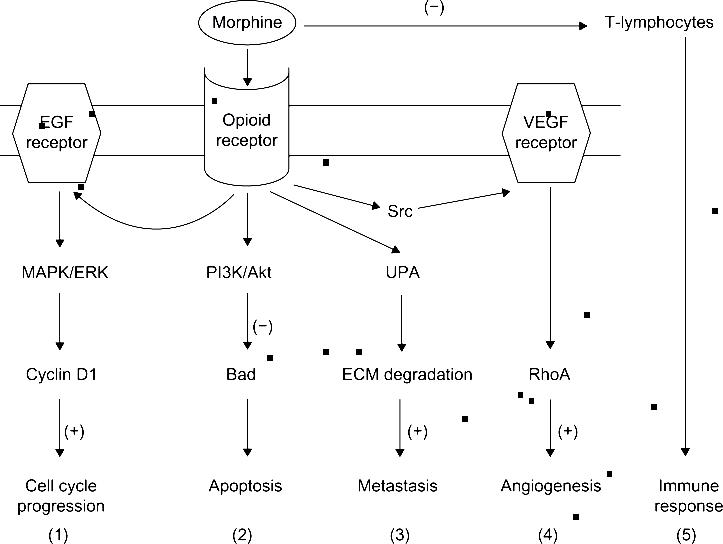 Morphine
(−)
T-lymphocytes
EGF
receptor
Opioid
receptor
VEGF
receptor
Src
MAPK/ERK
PI3K/Akt
UPA
(−)
Cyclin D1
Bad
ECM degradation
RhoA
(+)
(+)
(+)
Cell cycle
progression
Apoptosis
Metastasis
Angiogenesis
Immune
response
(1)
(2)
(3)
(4)
(5)